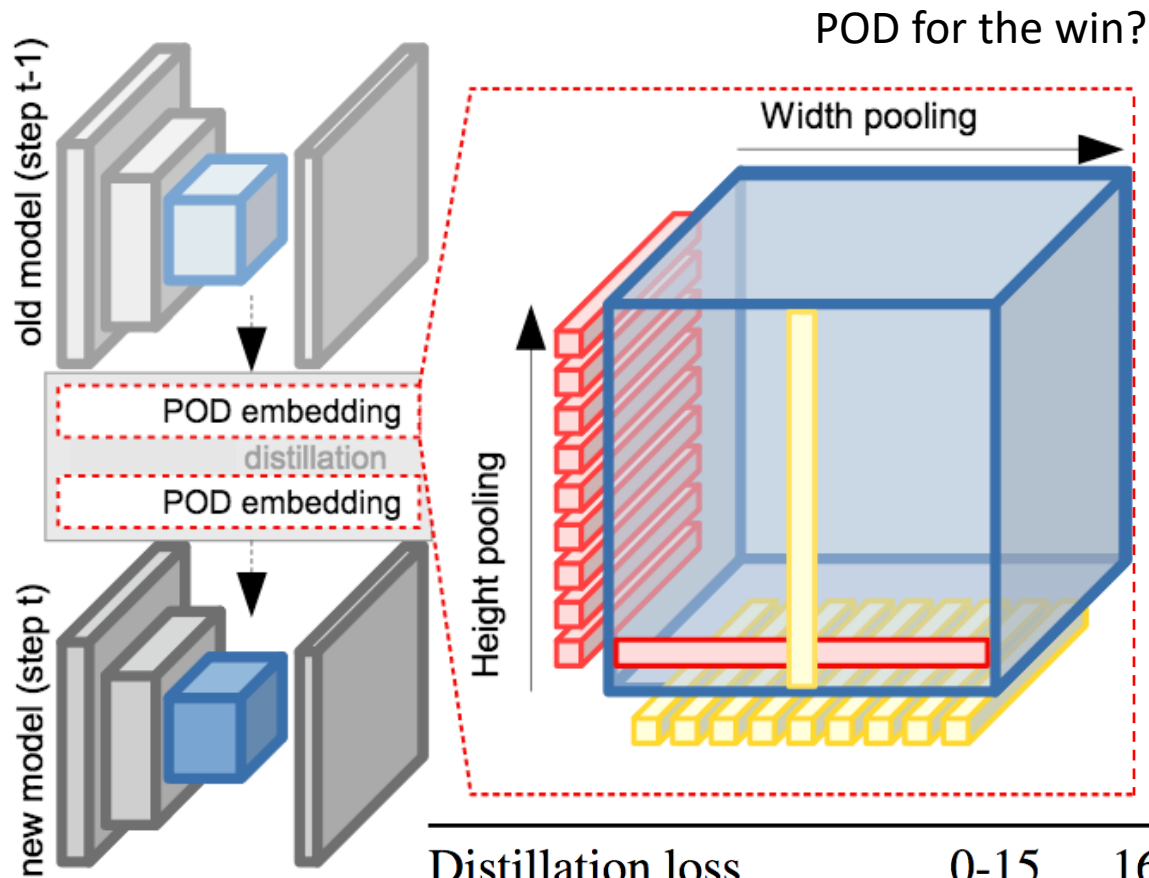 POD for the win?
old model (step t-1)
Width pooling
Height pooling
POD embedding
distillation
POD embedding
new model (step t)
Distillation loss 0-15 16